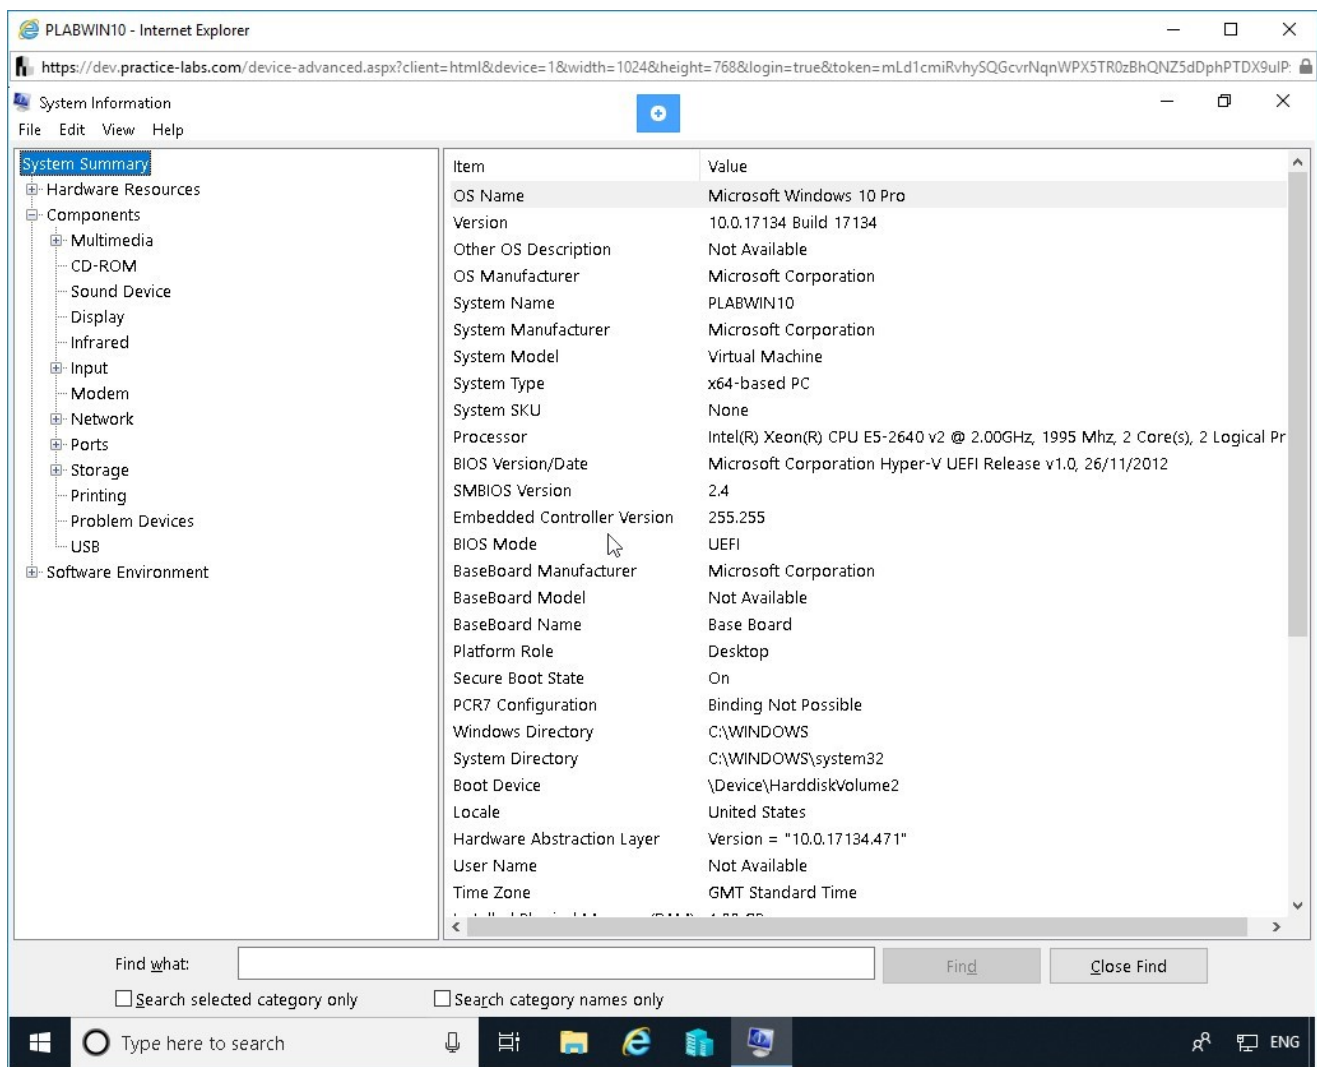 PLABWIN10 - Internet Explorer
https://dev.practice-labs.com/device-advanced.aspx?client=html&device=1&width=1024&height=768&login=true&token=mLd1cmiRvhySQGcvrNqnWPX5TR0zBhQNZ5dDphPTDX9uIP:
System Information
File Edit View Help
System Summary
Hardware Resources
Components
Multimedia
CD-ROM
Sound Device
Display
Infrared
Input
Modem
Network
Ports
Storage
Printing
Problem Devices
USB
Software Environment
Item Value
OS Name Microsoft Windows 10 Pro
Version 10.0.17134 Build 17134
Other OS Description Not Available
OS Manufacturer Microsoft Corporation
System Name PLABWIN10
System Manufacturer Microsoft Corporation
System Model Virtual Machine
System Type x64-based PC
System SKU None
Processor Intel(R) Xeon(R) CPU E5-2640 v2 @ 2.00GHz, 1995 Mhz, 2 Core(s), 2 Logical Pr
BIOS Version/Date Microsoft Corporation Hyper-V UEFI Release v1.0, 26/11/2012
SMBIOS Version 2.4
Embedded Controller Version 255.255
BIOS Mode UEFI
BaseBoard Manufacturer Microsoft Corporation
BaseBoard Model Not Available
BaseBoard Name Base Board
Platform Role Desktop
Secure Boot State On
PCR7 Configuration Binding Not Possible
Windows Directory C:\WINDOWS
System Directory C:\WINDOWS\system32
Boot Device \Device\HarddiskVolume2
Locale United States
Hardware Abstraction Layer Version = "10.0.17134.471"
User Name Not Available
Time Zone GMT Standard Time
Find what: Find Close Find
Search selected category only Search category names only
Type here to search ENG